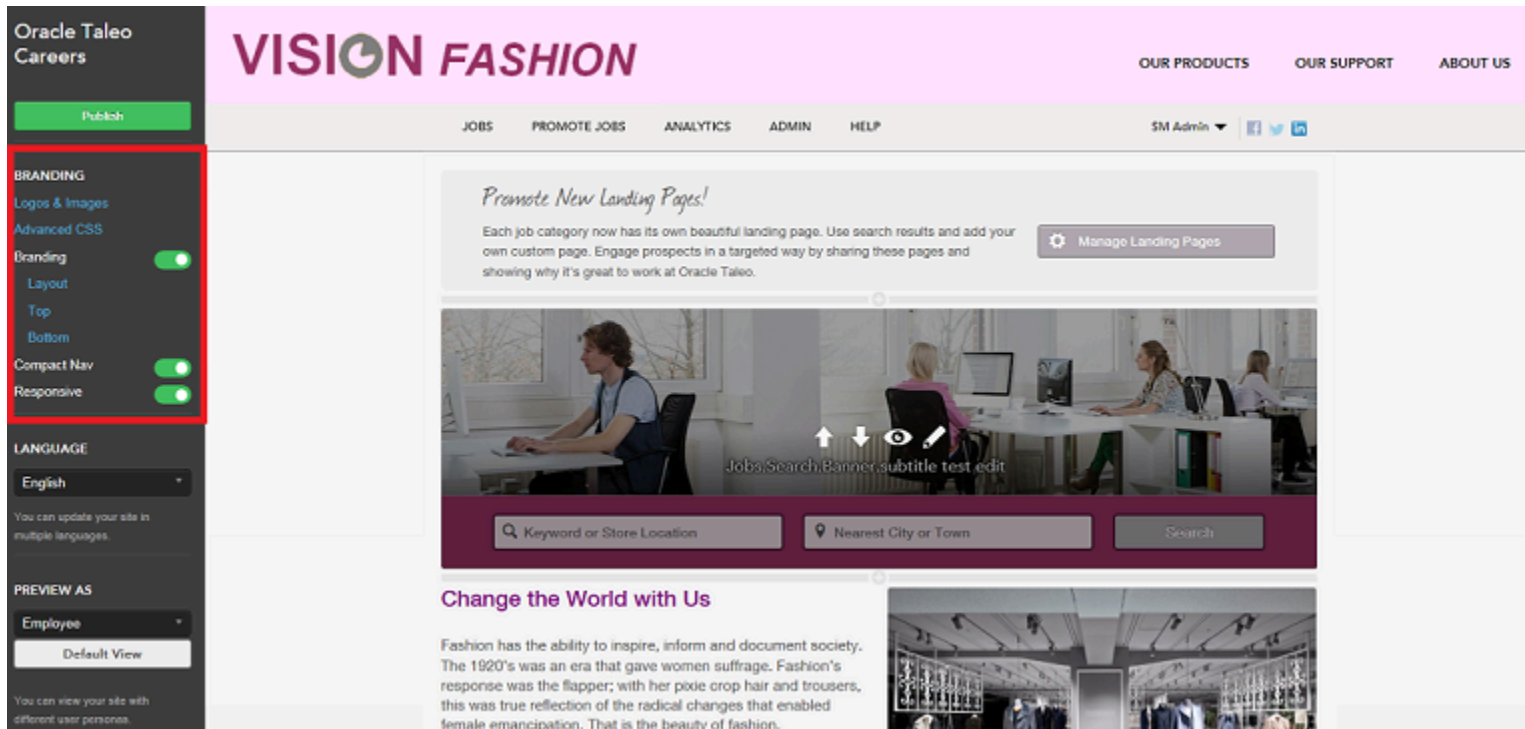 Oracle Taleo
Careers
Publish
BRANDING
Logos & Images
Advanced CSS
Branding
Layout
Top
Bottom
Compact Nav
Responsive
LANGUAGE
English
You can update your site in
multiple languages.
PREVIEW AS
Employee
Default View
You can view your site with
different user personas.
VISION FASHION
OUR PRODUCTS OUR SUPPORT ABOUT US
JOBS PROMOTE JOBS ANALYTICS ADMIN HELP
SM Admin
Promote New Landing Pages!
Each job category now has its own beautiful landing page. Use search results and add your
own custom page. Engage prospects in a targeted way by sharing these pages and
showing why it's great to work at Oracle Taleo.
Manage Landing Pages
Jobs.Search.Banner.subtitle test edit
Keyword or Store Location
Nearest City or Town
Search
Change the World with Us
Fashion has the ability to inspire, inform and document society.
The 1920's was an era that gave women suffrage. Fashion's
response was the flapper; with her pixie crop hair and trousers,
this was true reflection of the radical changes that enabled
female emancipation. That is the beauty of fashion.